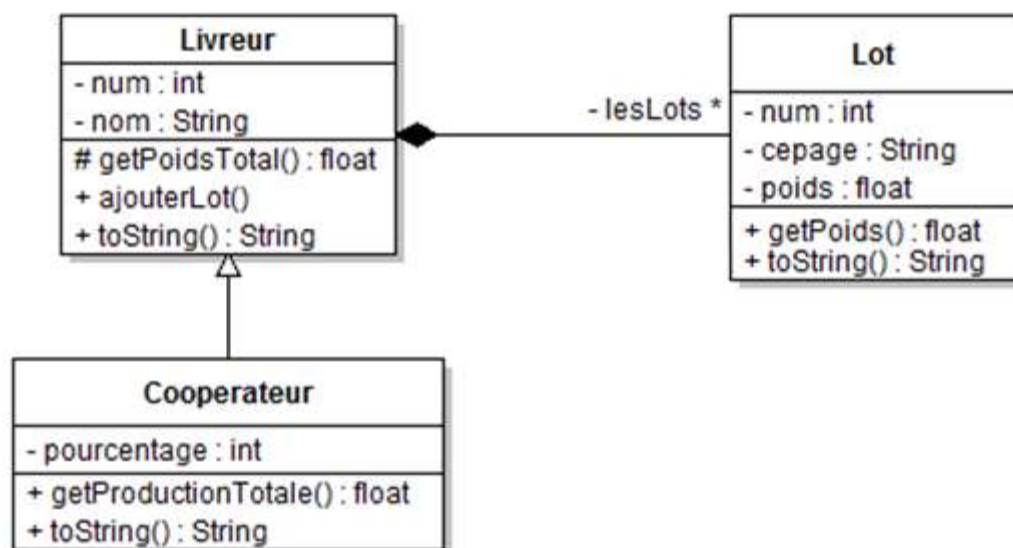 Livreur
- num : int
- nom : String
# getPoidsTotal() : float
+ ajouterLot()
+ toString() : String
- lesLots *
Lot
- num : int
- cepage : String
- poids : float
+ getPoids() : float
+ toString() : String
Cooperateur
- pourcentage : int
+ getProductionTotale() : float
+ toString() : String